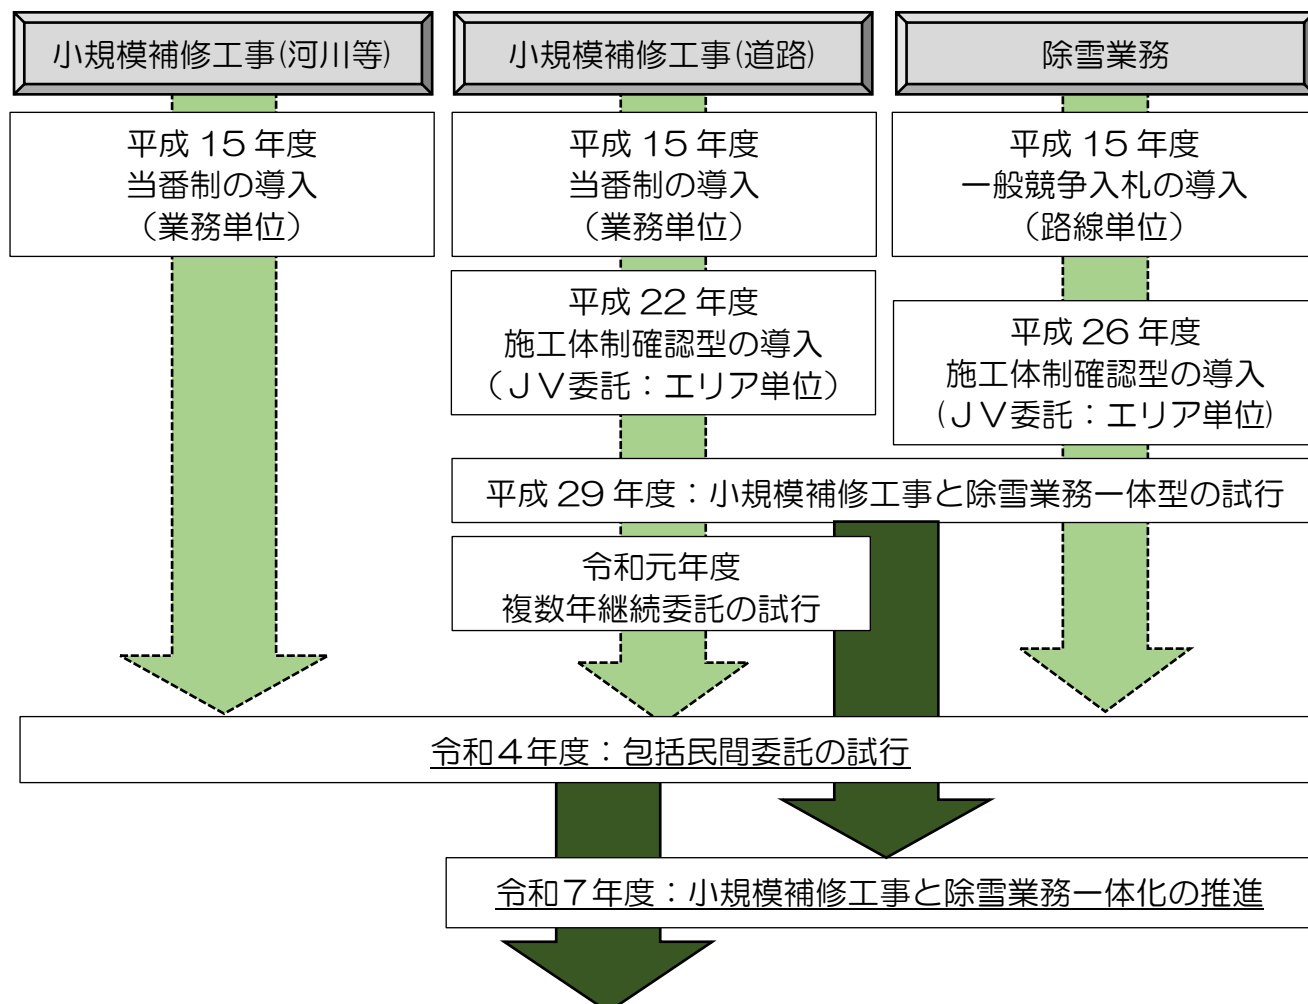 小規模補修工事(河川等)
小規模補修工事(道路)
除雪業務
平成 15 年度
当番制の導入
(業務単位)
平成 15 年度
当番制の導入
(業務単位)
平成 15 年度
一般競争入札の導入
(路線単位)
平成 22 年度
施工体制確認型の導入
(JV委託:エリア単位)
平成 26 年度
施工体制確認型の導入
(JV委託:エリア単位)
平成 29 年度:小規模補修工事と除雪業務一体型の試行
令和元年度
複数年継続委託の試行
令和4年度:包括民間委託の試行
令和7年度:小規模補修工事と除雪業務一体化の推進